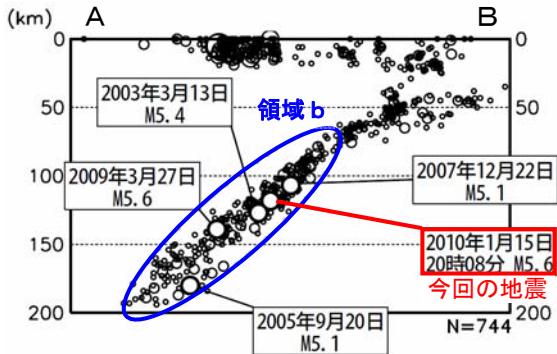 (km) A B
0 0
2003年3月13日
M5.4
領域b
50 50
2009年3月27日
M5.6
100 100
2007年12月22日
M5.1
150 150
2010年1月15日
20時08分 M5.6
今回の地震
200 200
2005年9月20日
M5.1
N=744